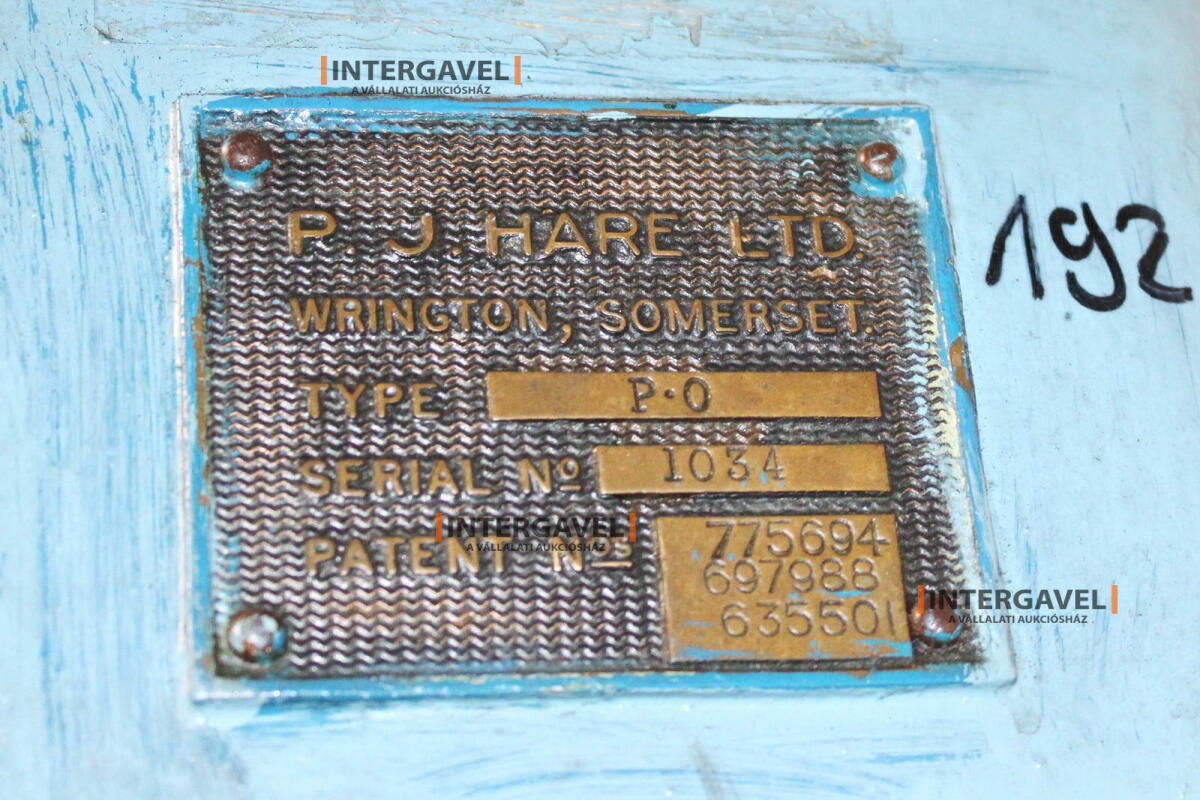 INTERGAVEL
A VÁLLALATI AUKCIÓSHÁZ
P. J. HARE LTD.
WRINGTON, SOMERSET.
192
TYPE P·O
SERIAL Nº 1034
PATENT Nºs 775694
697988
635501
INTERGAVEL
A VÁLLALATI AUKCIÓSHÁZ
INTERGAVEL
A VÁLLALATI AUKCIÓSHÁZ